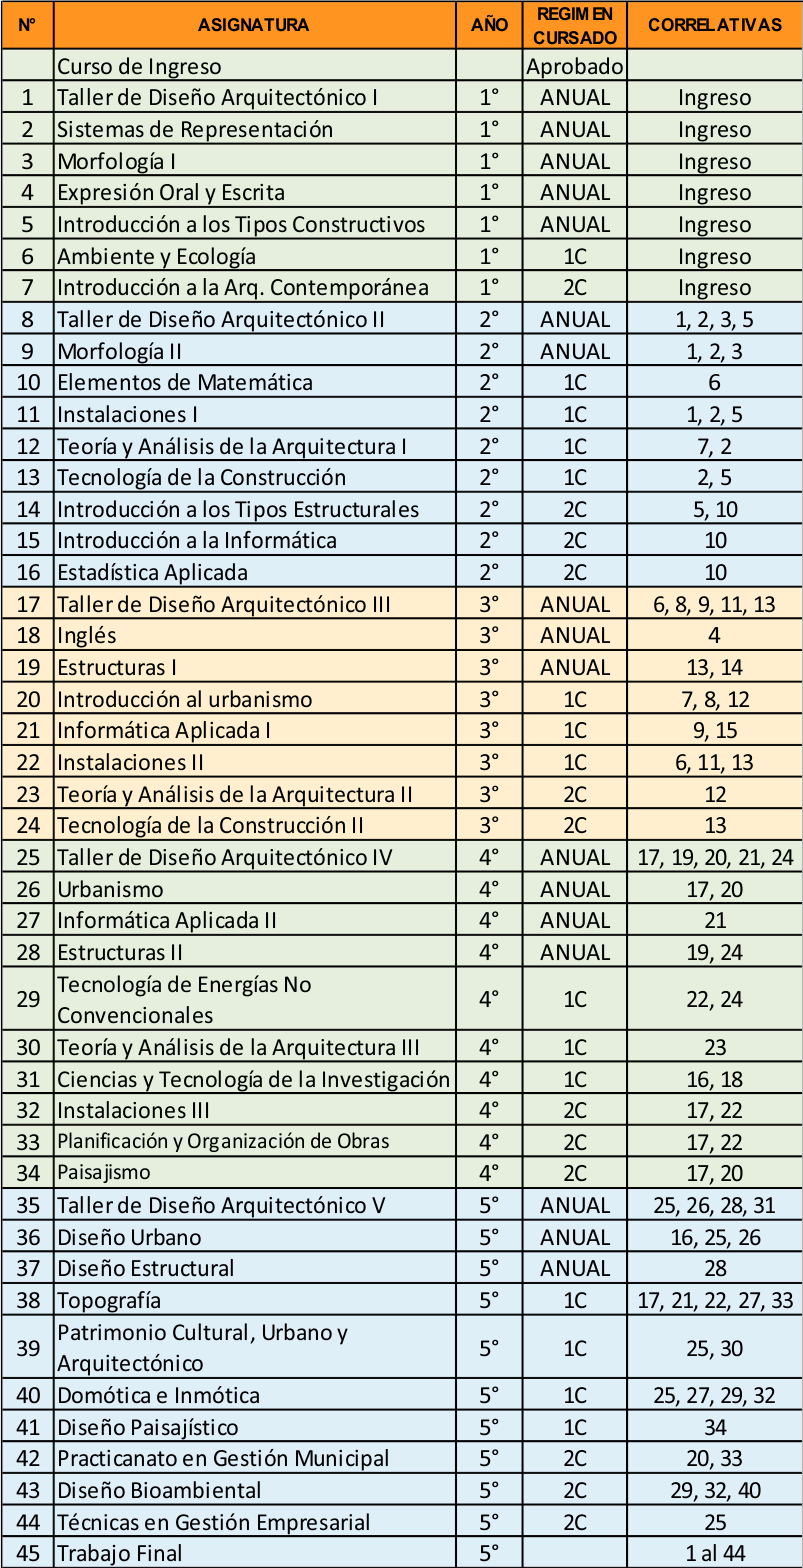 N° ASIGNATURA AÑO REGIMEN CURSADO CORRELATIVAS
Curso de Ingreso Aprobado
1 Taller de Diseño Arquitectónico I 1° ANUAL Ingreso
2 Sistemas de Representación 1° ANUAL Ingreso
3 Morfología I 1° ANUAL Ingreso
4 Expresión Oral y Escrita 1° ANUAL Ingreso
5 Introducción a los Tipos Constructivos 1° ANUAL Ingreso
6 Ambiente y Ecología 1° 1C Ingreso
7 Introducción a la Arq. Contemporánea 1° 2C Ingreso
8 Taller de Diseño Arquitectónico II 2° ANUAL 1, 2, 3, 5
9 Morfología II 2° ANUAL 1, 2, 3
10 Elementos de Matemática 2° 1C 6
11 Instalaciones I 2° 1C 1, 2, 5
12 Teoría y Análisis de la Arquitectura I 2° 1C 7, 2
13 Tecnología de la Construcción 2° 1C 2, 5
14 Introducción a los Tipos Estructurales 2° 2C 5, 10
15 Introducción a la Informática 2° 2C 10
16 Estadística Aplicada 2° 2C 10
17 Taller de Diseño Arquitectónico III 3° ANUAL 6, 8, 9, 11, 13
18 Inglés 3° ANUAL 4
19 Estructuras I 3° ANUAL 13, 14
20 Introducción al urbanismo 3° 1C 7, 8, 12
21 Informática Aplicada I 3° 1C 9, 15
22 Instalaciones II 3° 1C 6, 11, 13
23 Teoría y Análisis de la Arquitectura II 3° 2C 12
24 Tecnología de la Construcción II 3° 2C 13
25 Taller de Diseño Arquitectónico IV 4° ANUAL 17, 19, 20, 21, 24
26 Urbanismo 4° ANUAL 17, 20
27 Informática Aplicada II 4° ANUAL 21
28 Estructuras II 4° ANUAL 19, 24
29 Tecnología de Energías No
Convencionales 4° 1C 22, 24
30 Teoría y Análisis de la Arquitectura III 4° 1C 23
31 Ciencias y Tecnología de la Investigación 4° 1C 16, 18
32 Instalaciones III 4° 2C 17, 22
33 Planificación y Organización de Obras 4° 2C 17, 22
34 Paisajismo 4° 2C 17, 20
35 Taller de Diseño Arquitectónico V 5° ANUAL 25, 26, 28, 31
36 Diseño Urbano 5° ANUAL 16, 25, 26
37 Diseño Estructural 5° ANUAL 28
38 Topografía 5° 1C 17, 21, 22, 27, 33
39 Patrimonio Cultural, Urbano y
Arquitectónico 5° 1C 25, 30
40 Domótica e Inmótica 5° 1C 25, 27, 29, 32
41 Diseño Paisajístico 5° 1C 34
42 Practicanato en Gestión Municipal 5° 2C 20, 33
43 Diseño Bioambiental 5° 2C 29, 32, 40
44 Técnicas en Gestión Empresarial 5° 2C 25
45 Trabajo Final 5° 1 al 44